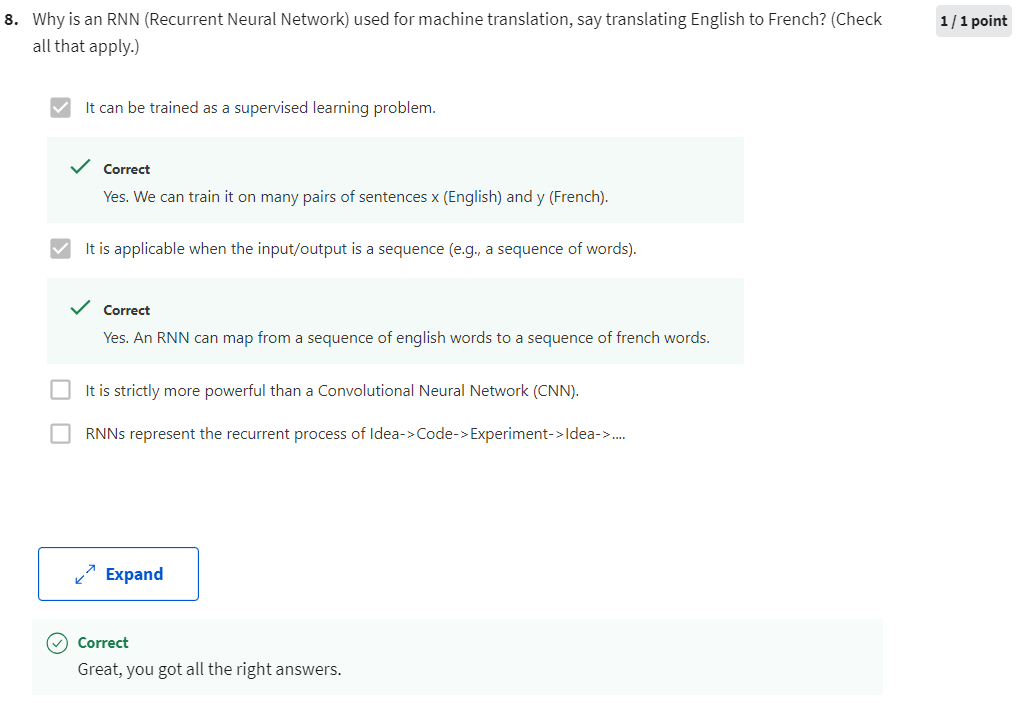 8. Why is an RNN (Recurrent Neural Network) used for machine translation, say translating English to French? (Check
all that apply.)
1 / 1 point
It can be trained as a supervised learning problem.
Correct
Yes. We can train it on many pairs of sentences x (English) and y (French).
It is applicable when the input/output is a sequence (e.g., a sequence of words).
Correct
Yes. An RNN can map from a sequence of english words to a sequence of french words.
It is strictly more powerful than a Convolutional Neural Network (CNN).
RNNs represent the recurrent process of Idea->Code->Experiment->Idea->....
Expand
Correct
Great, you got all the right answers.